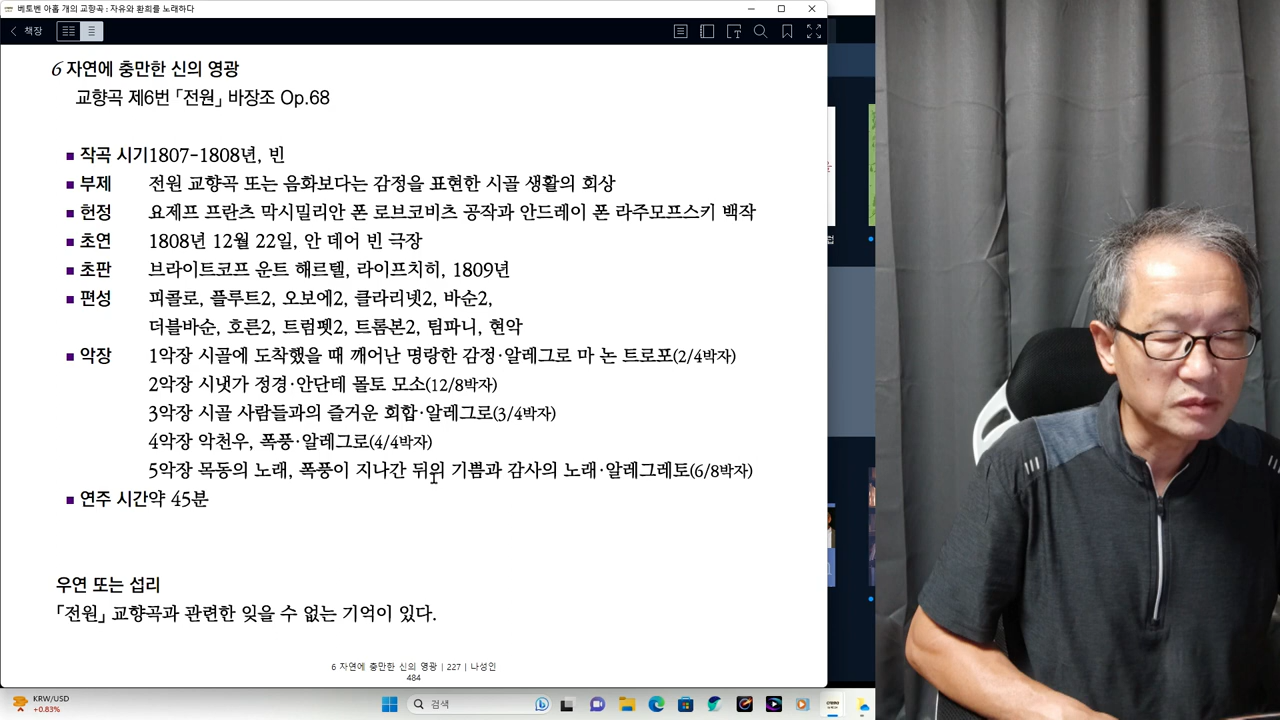 베토벤 아홉 개의 교향곡 : 자유와 환희를 노래하다
책장
6 자연에 충만한 신의 영광
교향곡 제6번 「전원」 바장조 Op.68
■ 작곡 시기1807-1808년, 빈
■ 부제 전원 교향곡 또는 음화보다는 감정을 표현한 시골 생활의 회상
■ 헌정 요제프 프란츠 막시밀리안 폰 로브코비츠 공작과 안드레이 폰 라주모프스키 백작
■ 초연 1808년 12월 22일, 안 데어 빈 극장
■ 초판 브라이트코프 운트 해르텔, 라이프치히, 1809년
■ 편성 피콜로, 플루트2, 오보에2, 클라리넷2, 바순2,
더블바순, 호른2, 트럼펫2, 트롬본2, 팀파니, 현악
■ 악장 1악장 시골에 도착했을 때 깨어난 명랑한 감정·알레그로 마 논 트로포(2/4박자)
2악장 시냇가 정경·안단테 몰토 모소(12/8박자)
3악장 시골 사람들과의 즐거운 회합·알레그로(3/4박자)
4악장 악천우, 폭풍·알레그로(4/4박자)
5악장 목동의 노래, 폭풍이 지나간 뒤의 기쁨과 감사의 노래·알레그레토(6/8박자)
■ 연주 시간약 45분
우연 또는 섭리
「전원」 교향곡과 관련한 잊을 수 없는 기억이 있다.
6 자연에 충만한 신의 영광 | 227 | 나성인
484
KRW/USD
+0.83%
검색